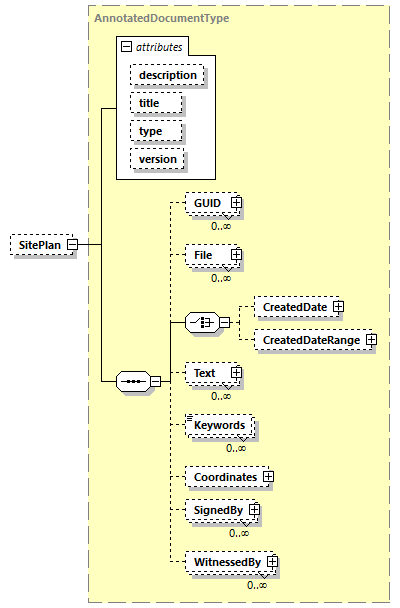 AnnotatedDocumentType
attributes
description
title
type
version
SitePlan
GUID
0..∞
File
0..∞
CreatedDate
CreatedDateRange
Text
0..∞
Keywords
0..∞
Coordinates
SignedBy
0..∞
WitnessedBy
0..∞